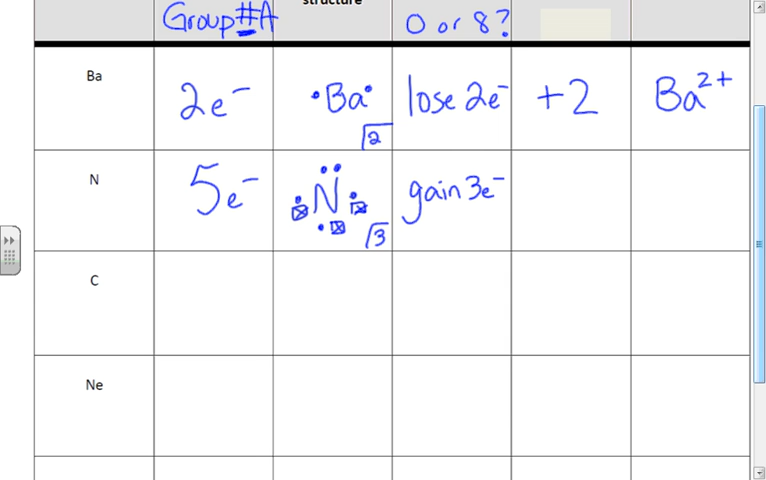 structure
Group#A
0 or 8?
Ba
2e⁻
·Ba·
√2
lose 2e⁻
+2
Ba²⁺
N
5e⁻
N
√3
gain 3e⁻
C
Ne